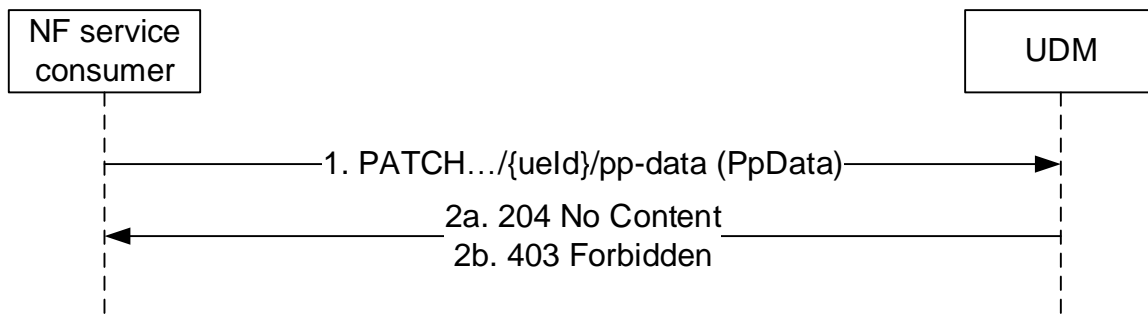 NF service
consumer
UDM
1. PATCH…/{ueId}/pp-data (PpData)
2a. 204 No Content
2b. 403 Forbidden